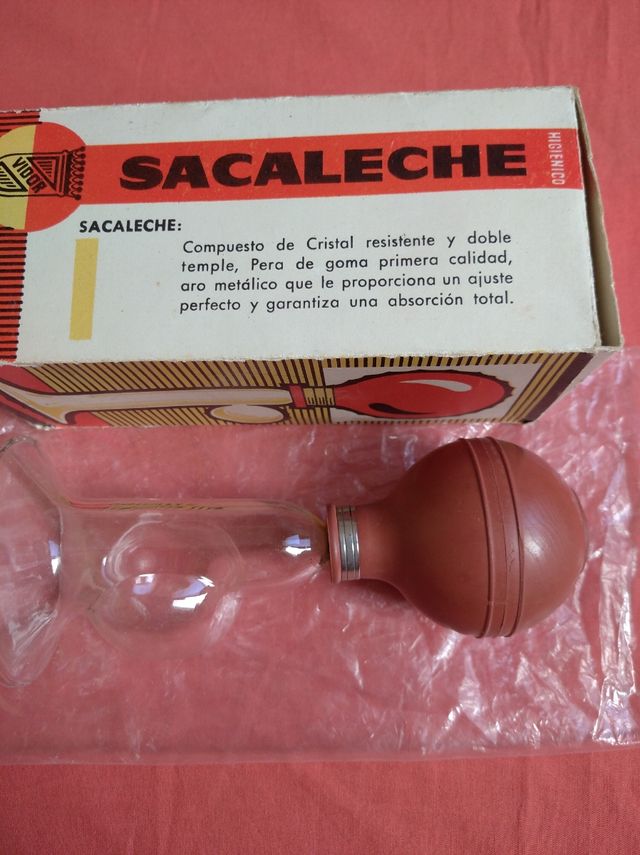 VIDOR
SACALECHE
HIGIENICO
SACALECHE:
Compuesto de Cristal resistente y doble
temple, Pera de goma primera calidad,
aro metálico que le proporciona un ajuste
perfecto y garantiza una absorción total.